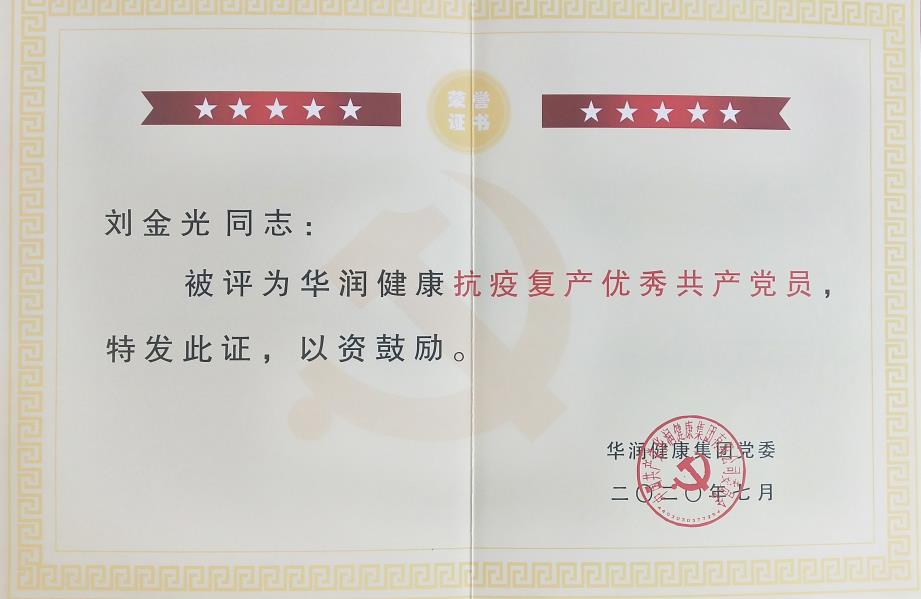 荣誉
证书
刘金光同志：
被评为华润健康抗疫复产优秀共产党员，
特发此证，以资鼓励。
华润健康集团党委
二〇二〇年七月